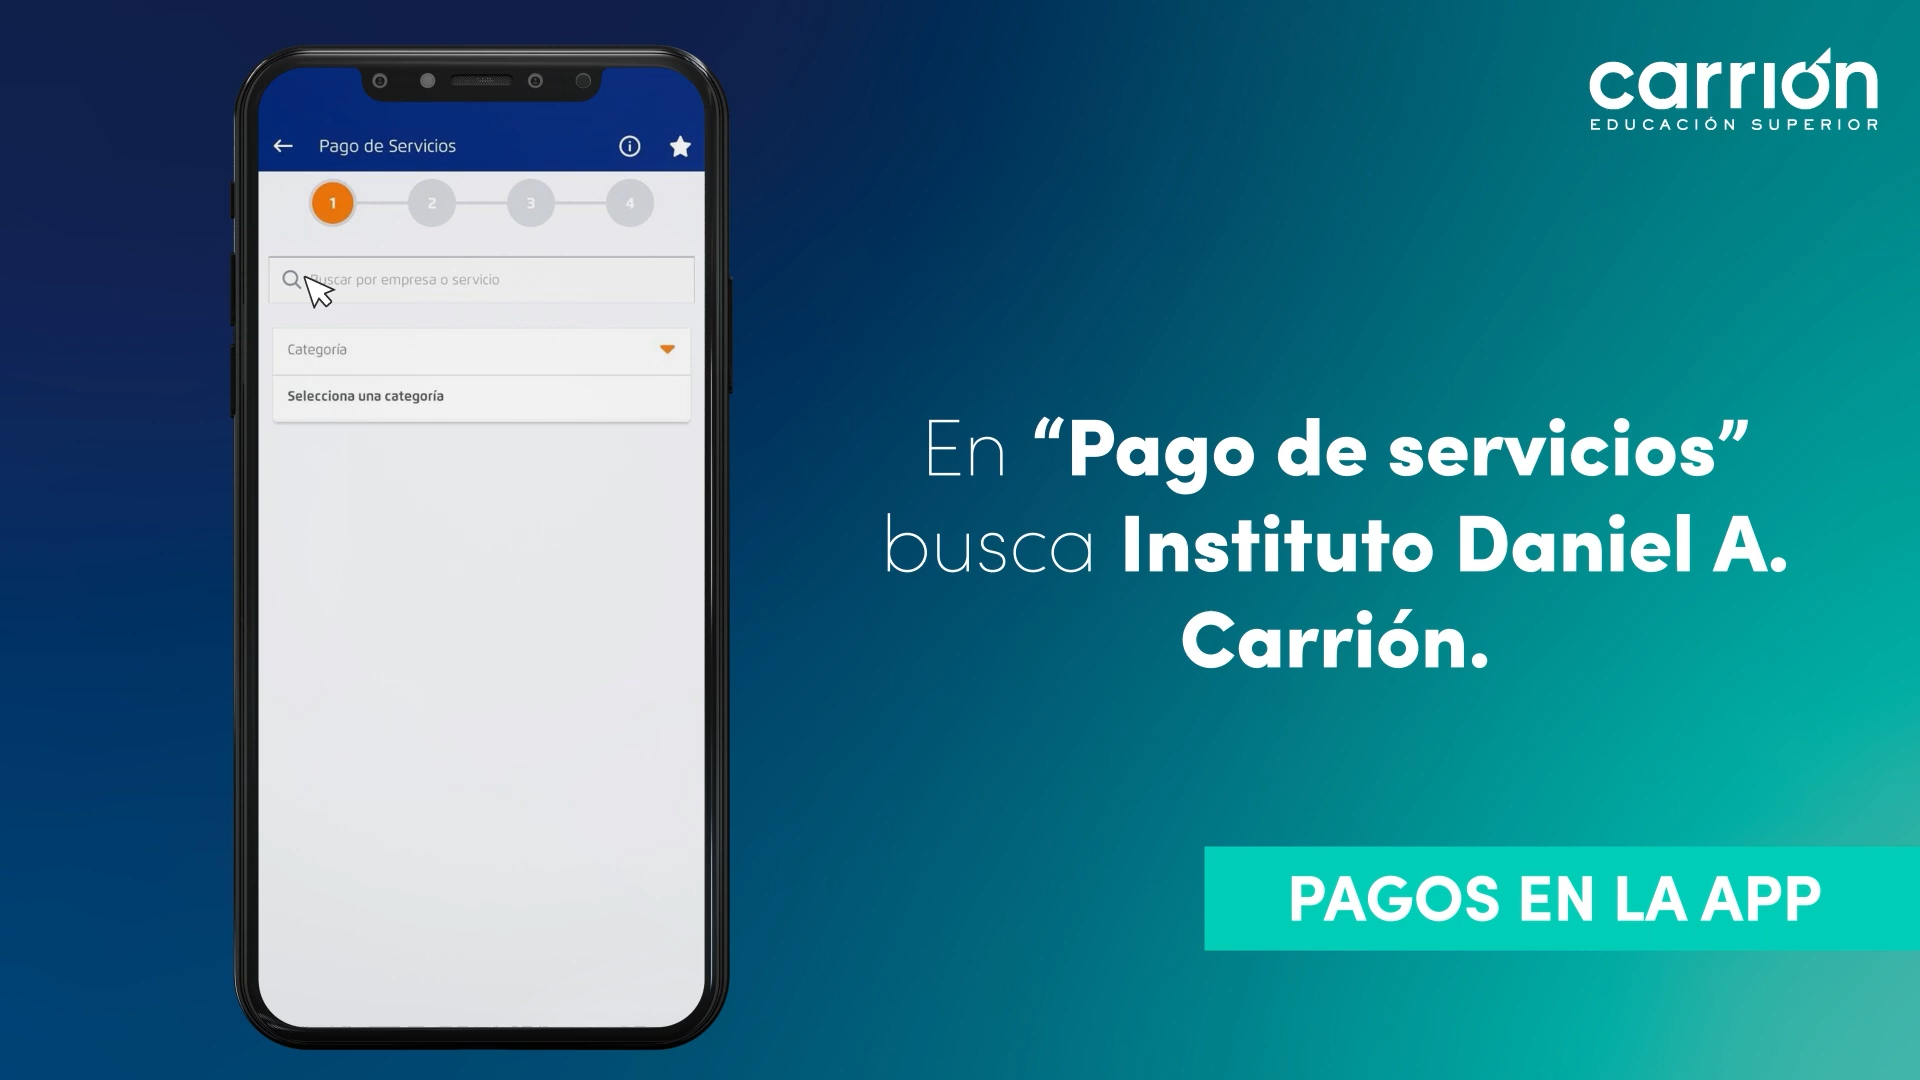 Pago de Servicios
1 2 3 4
Buscar por empresa o servicio
Categoría
Selecciona una categoría
carrión
EDUCACIÓN SUPERIOR
En “Pago de servicios”
busca Instituto Daniel A.
Carrión.
PAGOS EN LA APP